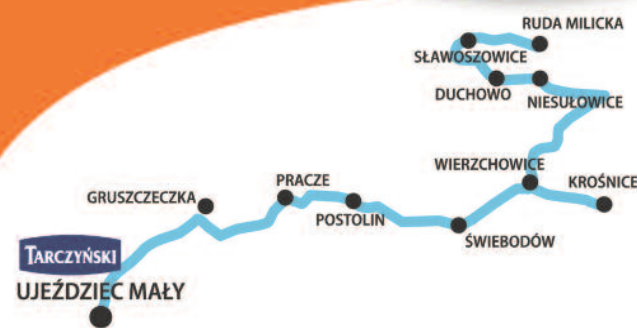 RUDA MILICKA
SŁAWOSZOWICE
DUCHOWO
NIESUŁOWICE
WIERZCHOWICE
KROŚNICE
PRACZE
GRUSZCZECZKA
POSTOLIN
ŚWIEBODÓW
TARCZYŃSKI
UJEŹDZIEC MAŁY